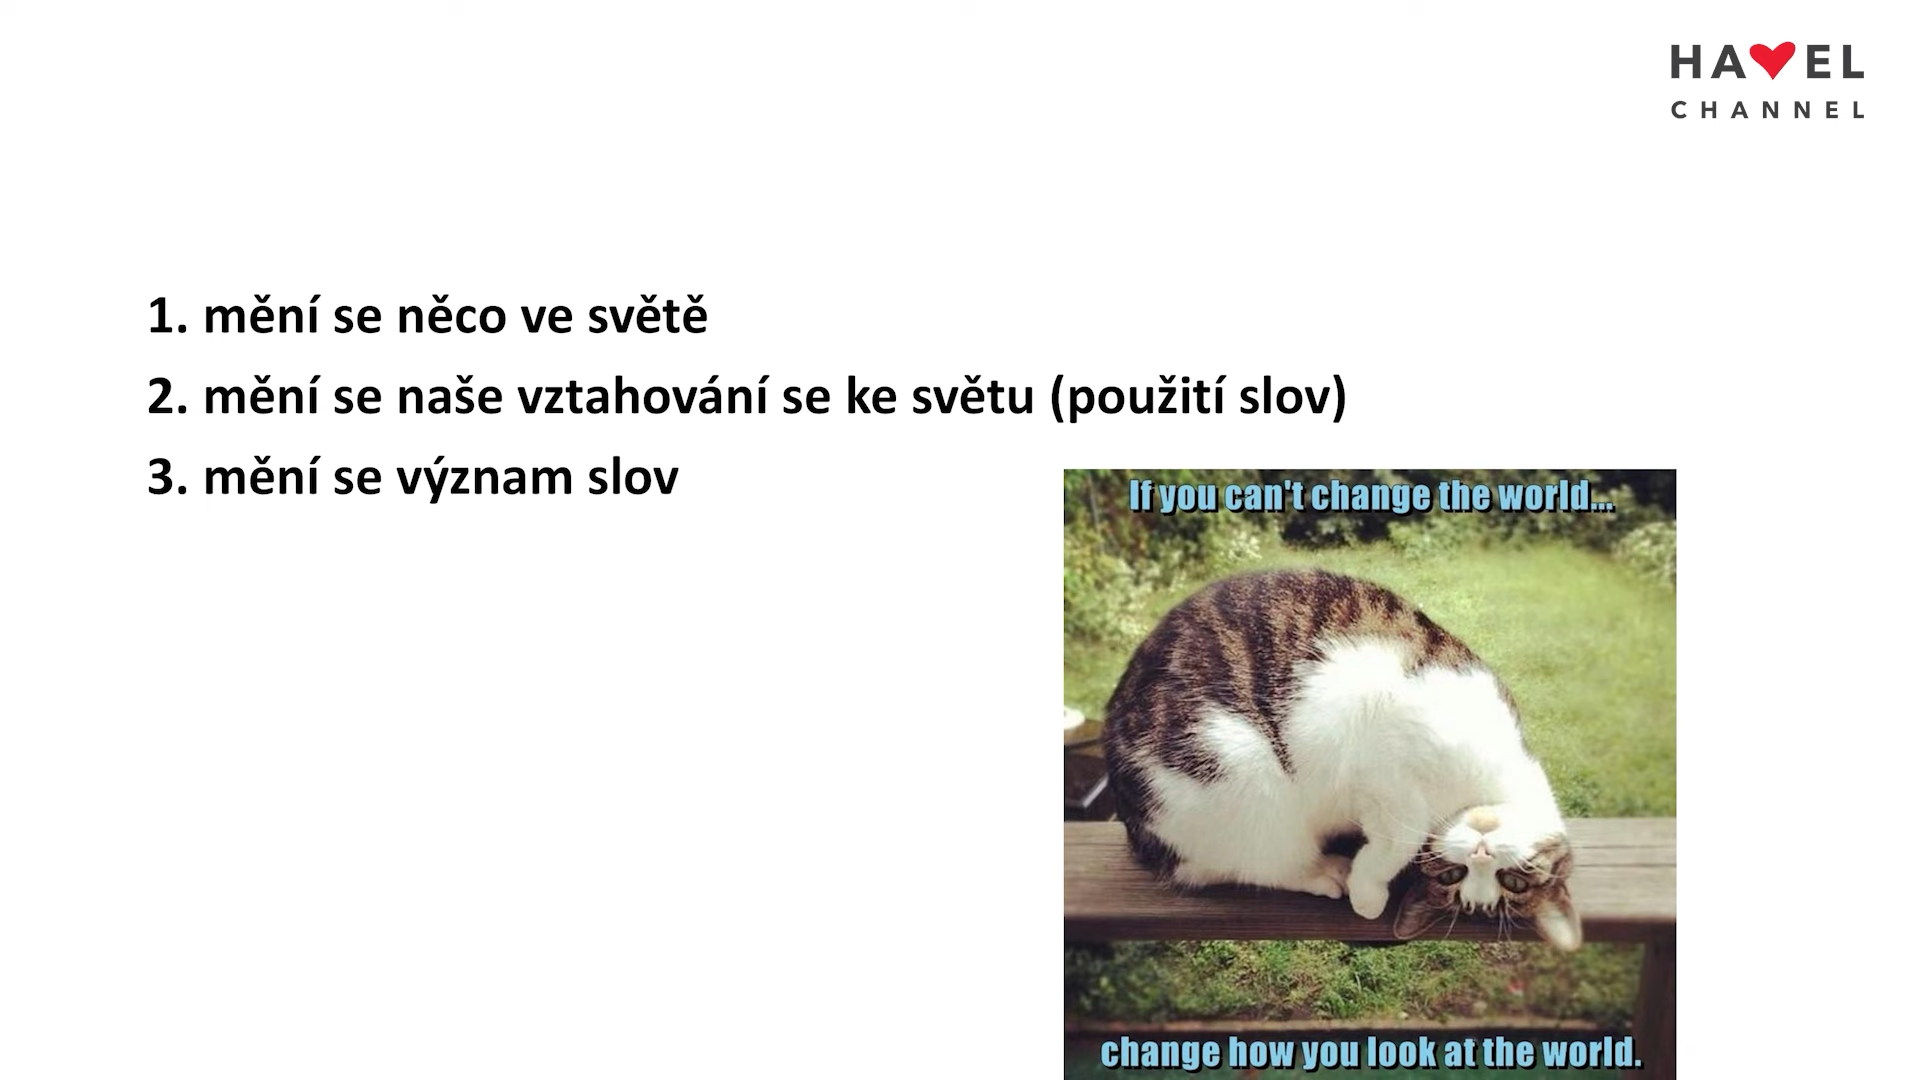 HAVEL
CHANNEL
1. mění se něco ve světě
2. mění se naše vztahování se ke světu (použití slov)
3. mění se význam slov
If you can't change the world...
change how you look at the world.